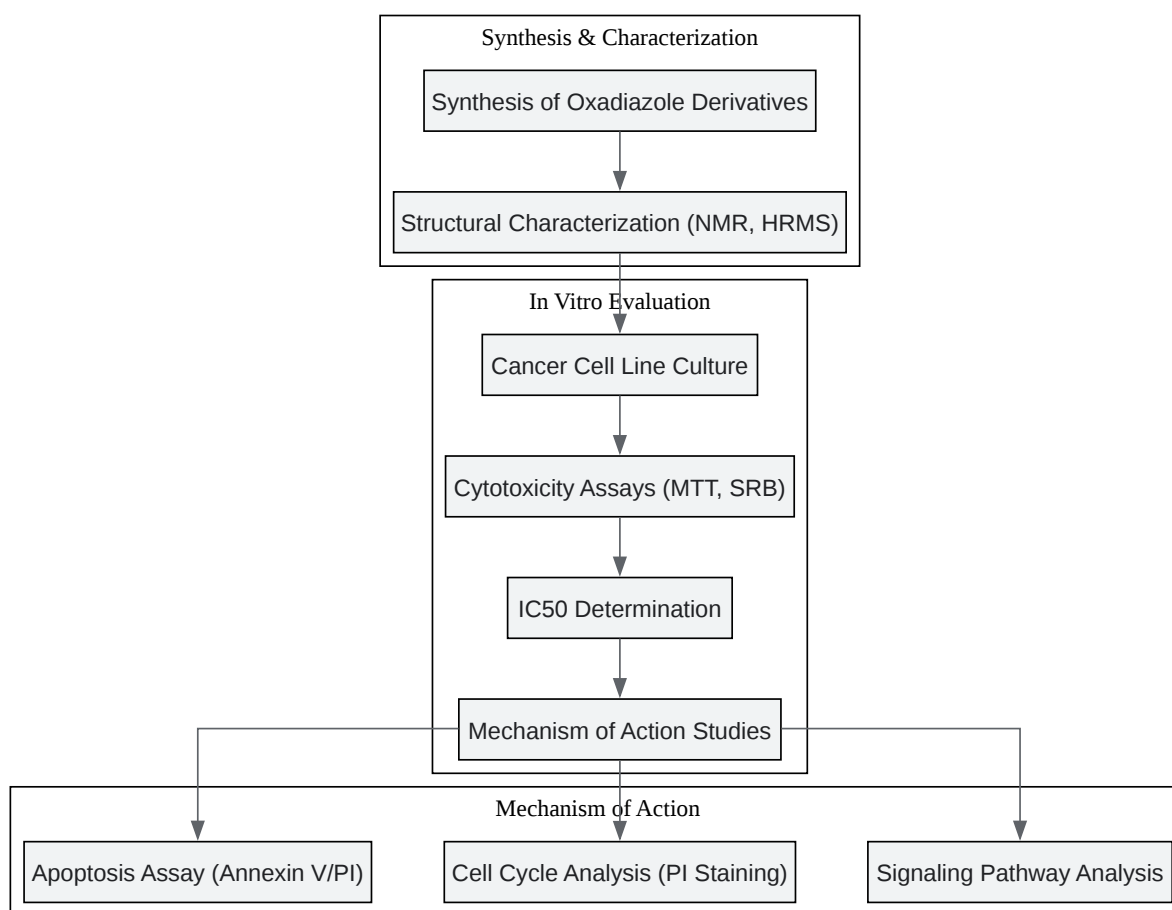 Synthesis & Characterization
Synthesis of Oxadiazole Derivatives
Structural Characterization (NMR, HRMS)
In Vitro Evaluation
Cancer Cell Line Culture
Cytotoxicity Assays (MTT, SRB)
IC50 Determination
Mechanism of Action Studies
Mechanism of Action
Apoptosis Assay (Annexin V/PI)
Cell Cycle Analysis (PI Staining)
Signaling Pathway Analysis